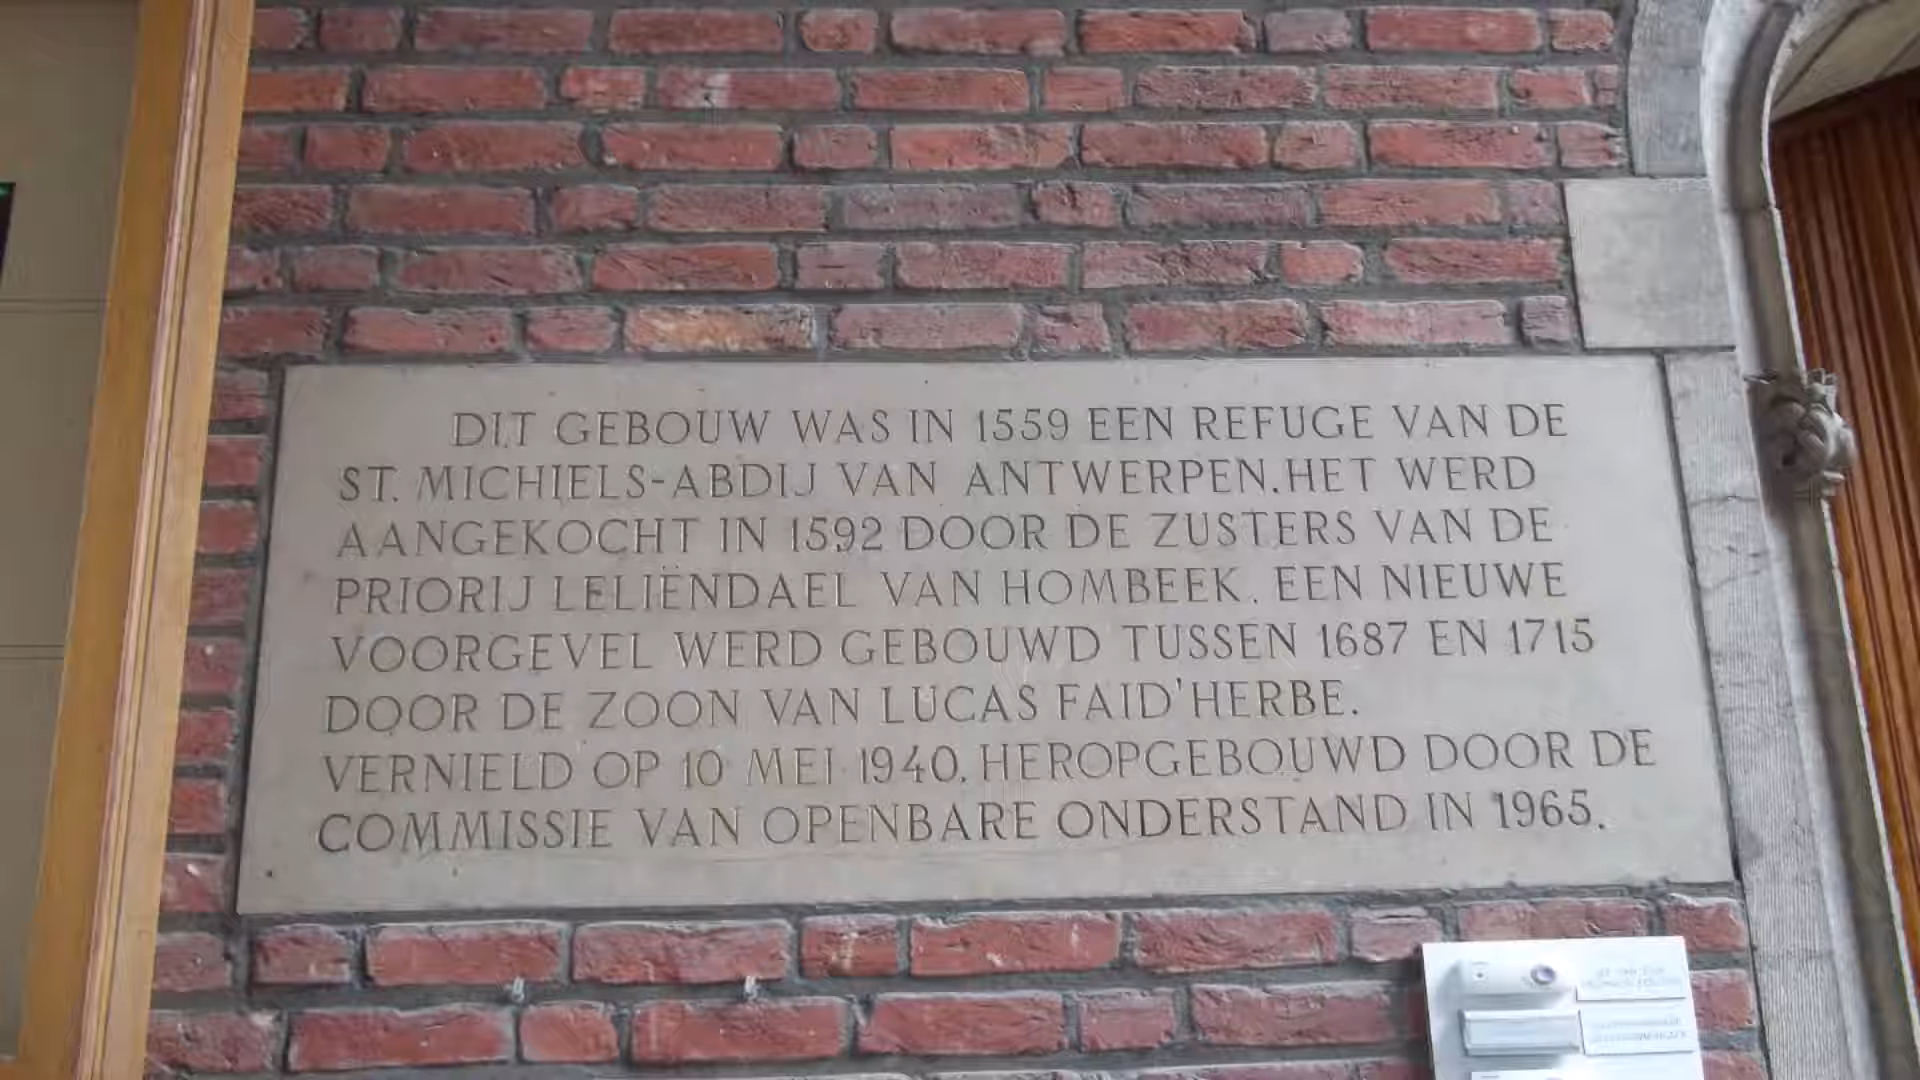 DIT GEBOUW WAS IN 1559 EEN REFUGE VAN DE
ST. MICHIELS-ABDIJ VAN ANTWERPEN. HET WERD
AANGEKOCHT IN 1592 DOOR DE ZUSTERS VAN DE
PRIORIJ LELIËNDAEL VAN HOMBEEK. EEN NIEUWE
VOORGEVEL WERD GEBOUWD TUSSEN 1687 EN 1715
DOOR DE ZOON VAN LUCAS FAID'HERBE.
VERNIELD OP 10 MEI 1940. HEROPGEBOUWD DOOR DE
COMMISSIE VAN OPENBARE ONDERSTAND IN 1965.